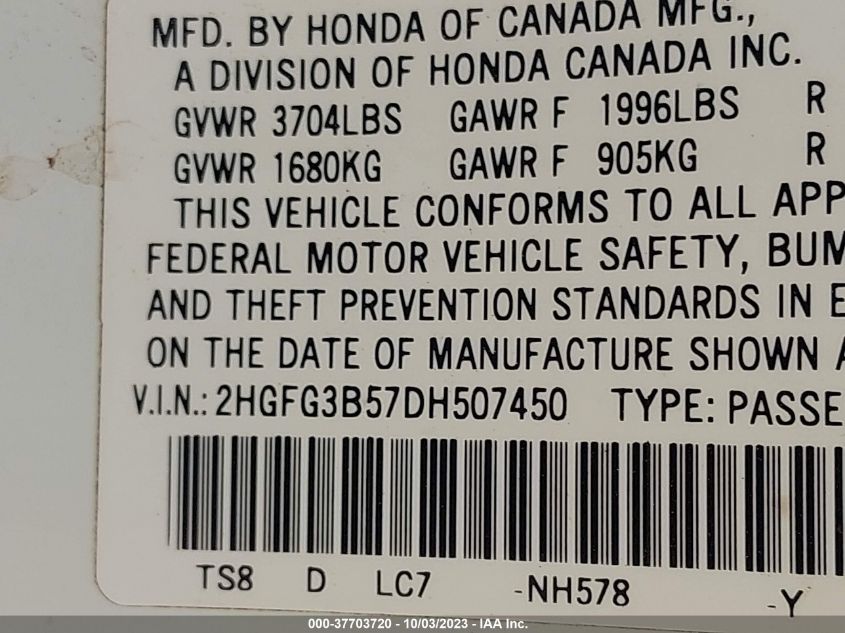 MFD. BY HONDA OF CANADA MFG.,
A DIVISION OF HONDA CANADA INC.
GVWR 3704LBS GAWR F 1996LBS R
GVWR 1680KG GAWR F 905KG R
THIS VEHICLE CONFORMS TO ALL APP
FEDERAL MOTOR VEHICLE SAFETY, BUM
AND THEFT PREVENTION STANDARDS IN E
ON THE DATE OF MANUFACTURE SHOWN A
V.I.N.: 2HGFG3B57DH507450 TYPE: PASSE
TS8 D LC7 -NH578 -Y
000-37703720 - 10/03/2023 - IAA Inc.